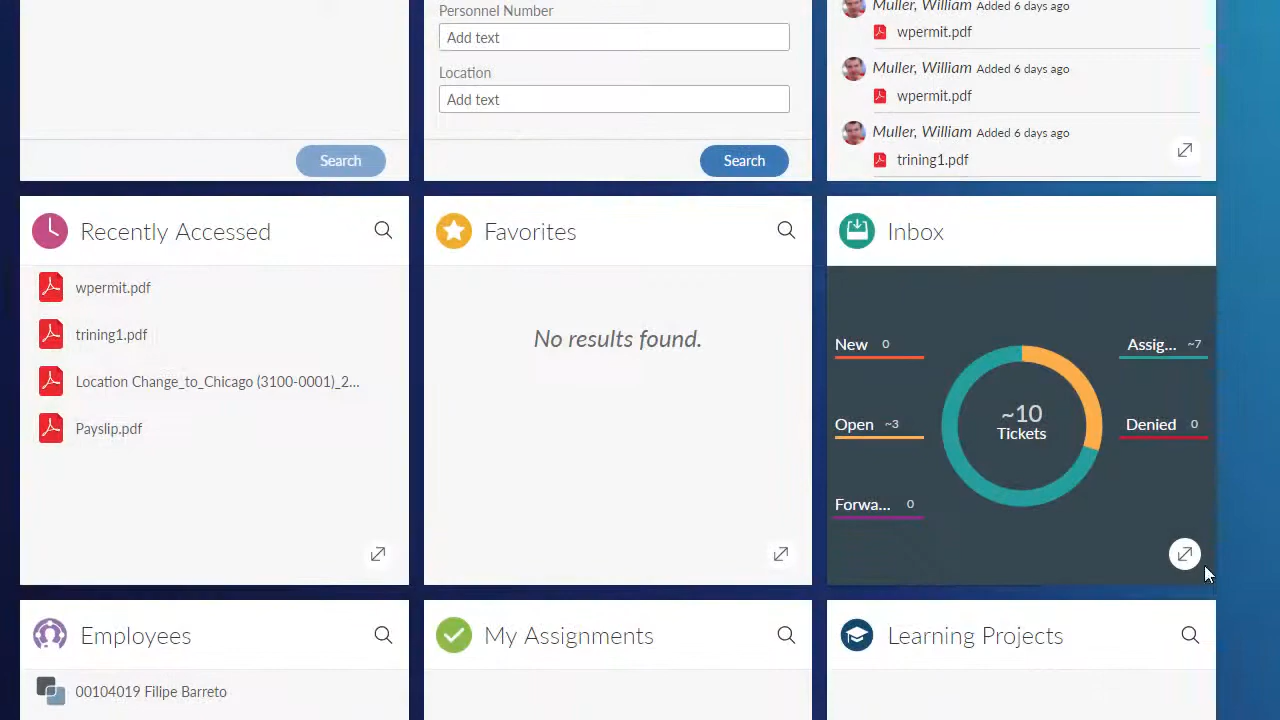 Personnel Number
Add text
Location
Add text
Search
Search
Muller, William Added 6 days ago
wpermit.pdf
Muller, William Added 6 days ago
wpermit.pdf
Muller, William Added 6 days ago
trining1.pdf
Recently Accessed
wpermit.pdf
trining1.pdf
Location Change_to_Chicago (3100-0001)_2...
Payslip.pdf
Favorites
No results found.
Inbox
New 0
Open ~3
Forwa... 0
~10
Tickets
Assig... ~7
Denied 0
Employees
00104019 Filipe Barreto
My Assignments
Learning Projects